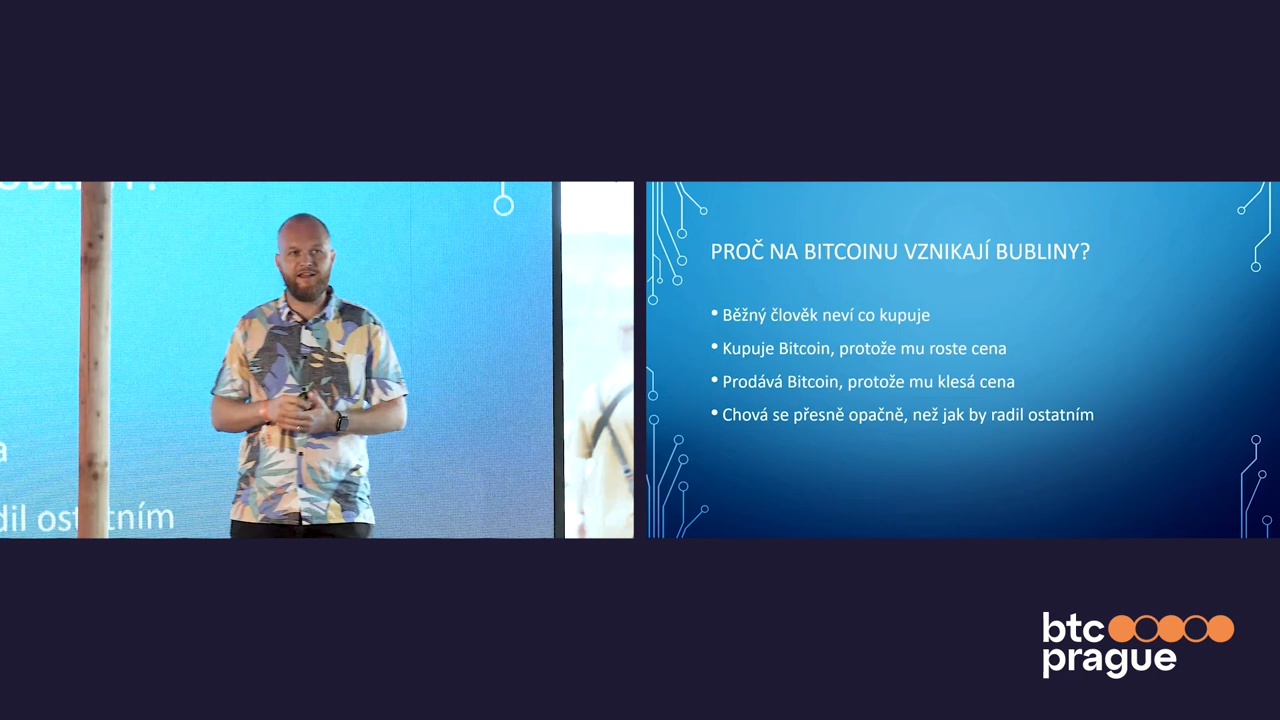 dil ostatním
PROČ NA BITCOINU VZNIKAJÍ BUBLINY?
• Běžný člověk neví co kupuje
• Kupuje Bitcoin, protože mu roste cena
• Prodává Bitcoin, protože mu klesá cena
• Chová se přesně opačně, než jak by radil ostatním
btc
prague